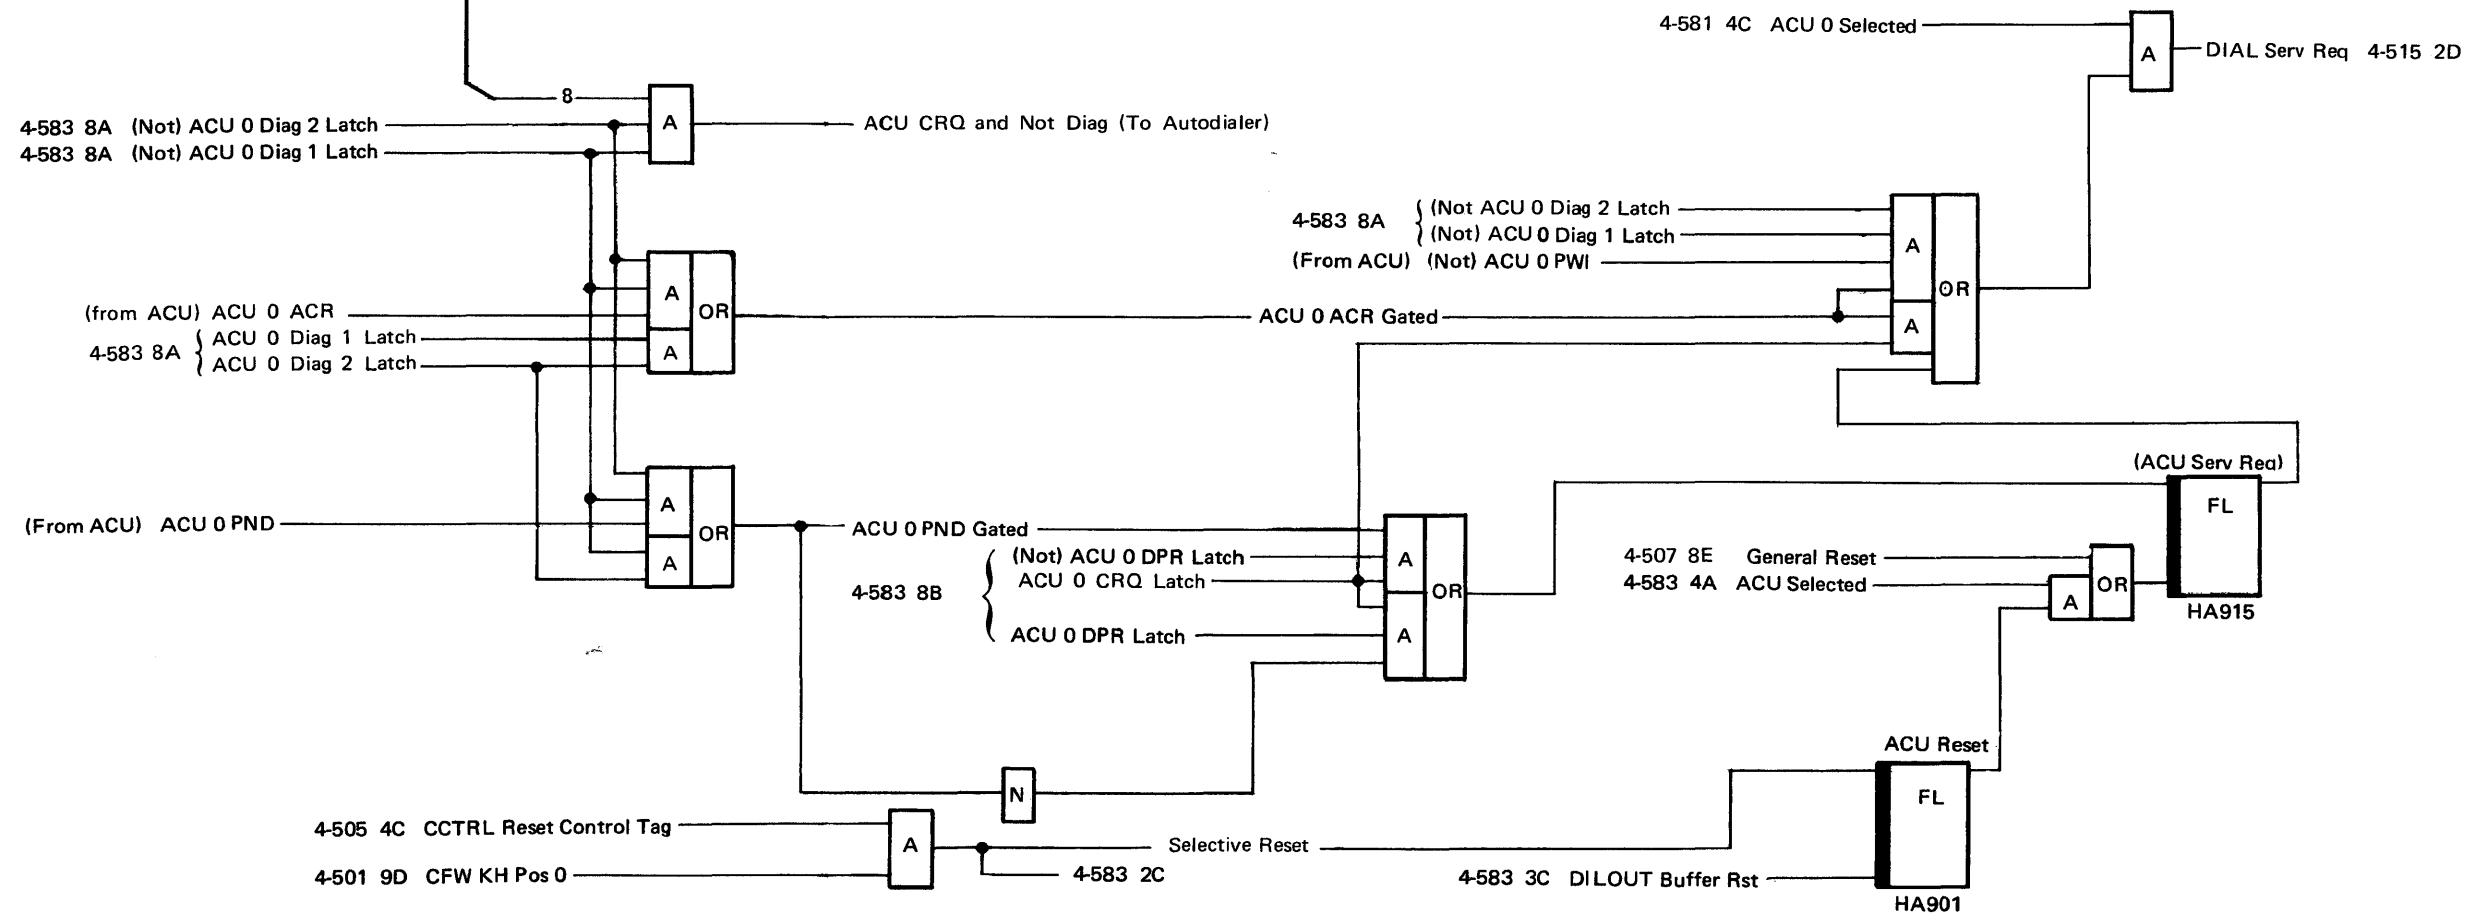 4-581 4C ACU 0 Selected
A
DIAL Serv Req 4-515 2D
8
4-583 8A (Not) ACU 0 Diag 2 Latch
A
ACU CRQ and Not Diag (To Autodialer)
4-583 8A (Not) ACU 0 Diag 1 Latch
4-583 8A
(Not ACU 0 Diag 2 Latch
(Not) ACU 0 Diag 1 Latch
(From ACU) (Not) ACU 0 PWI
A
OR
A
(from ACU) ACU 0 ACR
4-583 8A
ACU 0 Diag 1 Latch
ACU 0 Diag 2 Latch
A
OR
A
ACU 0 ACR Gated
(ACU Serv Req)
FL
HA915
(From ACU) ACU 0 PND
A
OR
A
ACU 0 PND Gated
4-583 8B
(Not) ACU 0 DPR Latch
ACU 0 CRQ Latch
ACU 0 DPR Latch
A
OR
A
4-507 8E General Reset
4-583 4A ACU Selected
OR
A
N
ACU Reset
FL
HA901
4-505 4C CCTRL Reset Control Tag
A
Selective Reset
4-501 9D CFW KH Pos 0
4-583 2C
4-583 3C DILOUT Buffer Rst